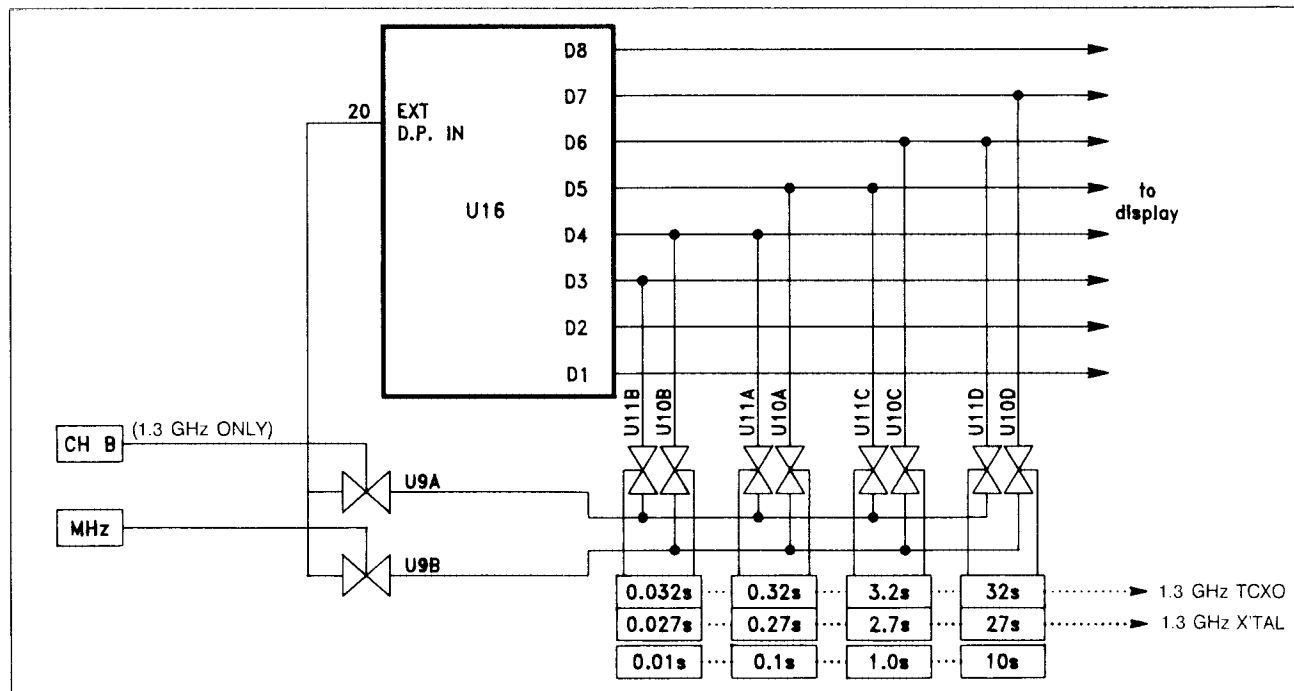 D8
D7
20 EXT
D.P. IN
D6
U16
D5
to
display
D4
D3
D2
D1
U11B U10B U11A U10A U11C U10C U11D U10D
CH B (1.3 GHz ONLY)
U9A
MHz
U9B
0.032s 0.32s 3.2s 32s 1.3 GHz TCXO
0.027s 0.27s 2.7s 27s 1.3 GHz X'TAL
0.01s 0.1s 1.0s 10s